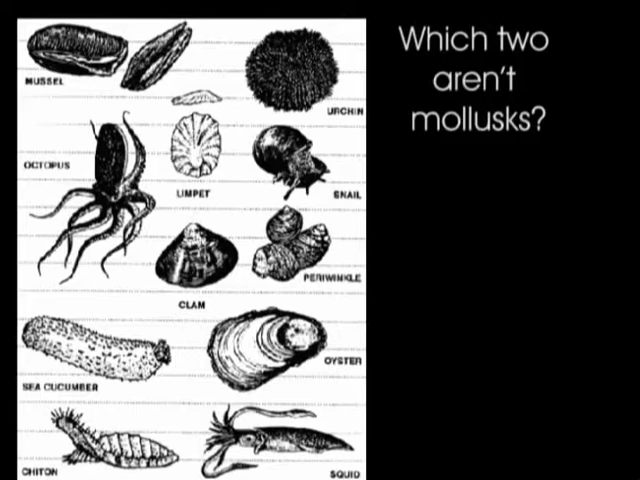 Which two
aren't
mollusks?
MUSSEL
URCHIN
OCTOPUS
LIMPET
SNAIL
PERIWINKLE
CLAM
OYSTER
SEA CUCUMBER
CHITON
SQUID